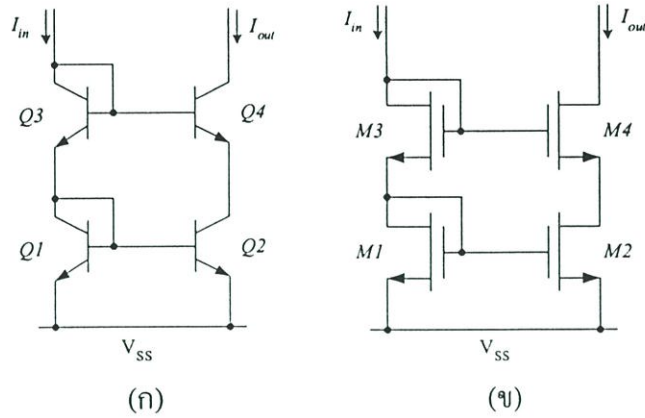 I_in I_out I_in I_out
Q3 Q4 M3 M4
Q1 Q2 M1 M2
V_SS V_SS
(ก) (ข)